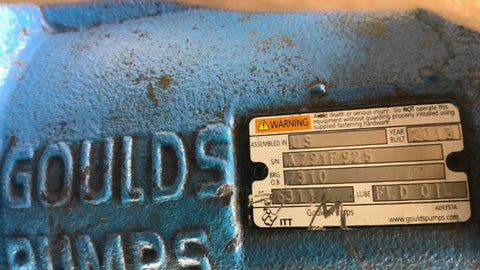 GOULDS
PUMPS
WARNING
Avoid death or serious injury. Do NOT operate this equipment without guarding properly installed using supplied fastening hardware.
ASSEMBLED IN US
YEAR BUILT 2013
S/N A791F925
BRG. O.B. 7310
LUBE FLD OIL
ITT
Goulds Pumps
www.gouldspumps.com
A09357A